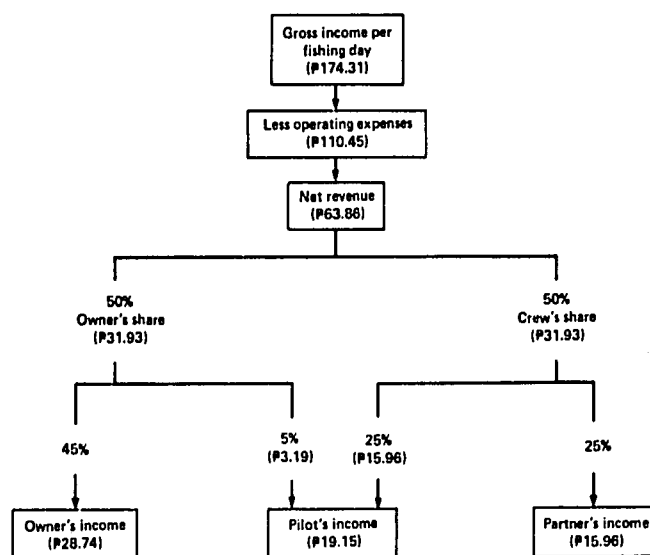 Gross income per
fishing day
(₱174.31)
Less operating expenses
(₱110.45)
Net revenue
(₱63.86)
50%
Owner's share
(₱31.93)
50%
Crew's share
(₱31.93)
45%
5%
(₱3.19)
25%
(₱15.96)
25%
Owner's income
(₱28.74)
Pilot's income
(₱19.15)
Partner's income
(₱15.96)